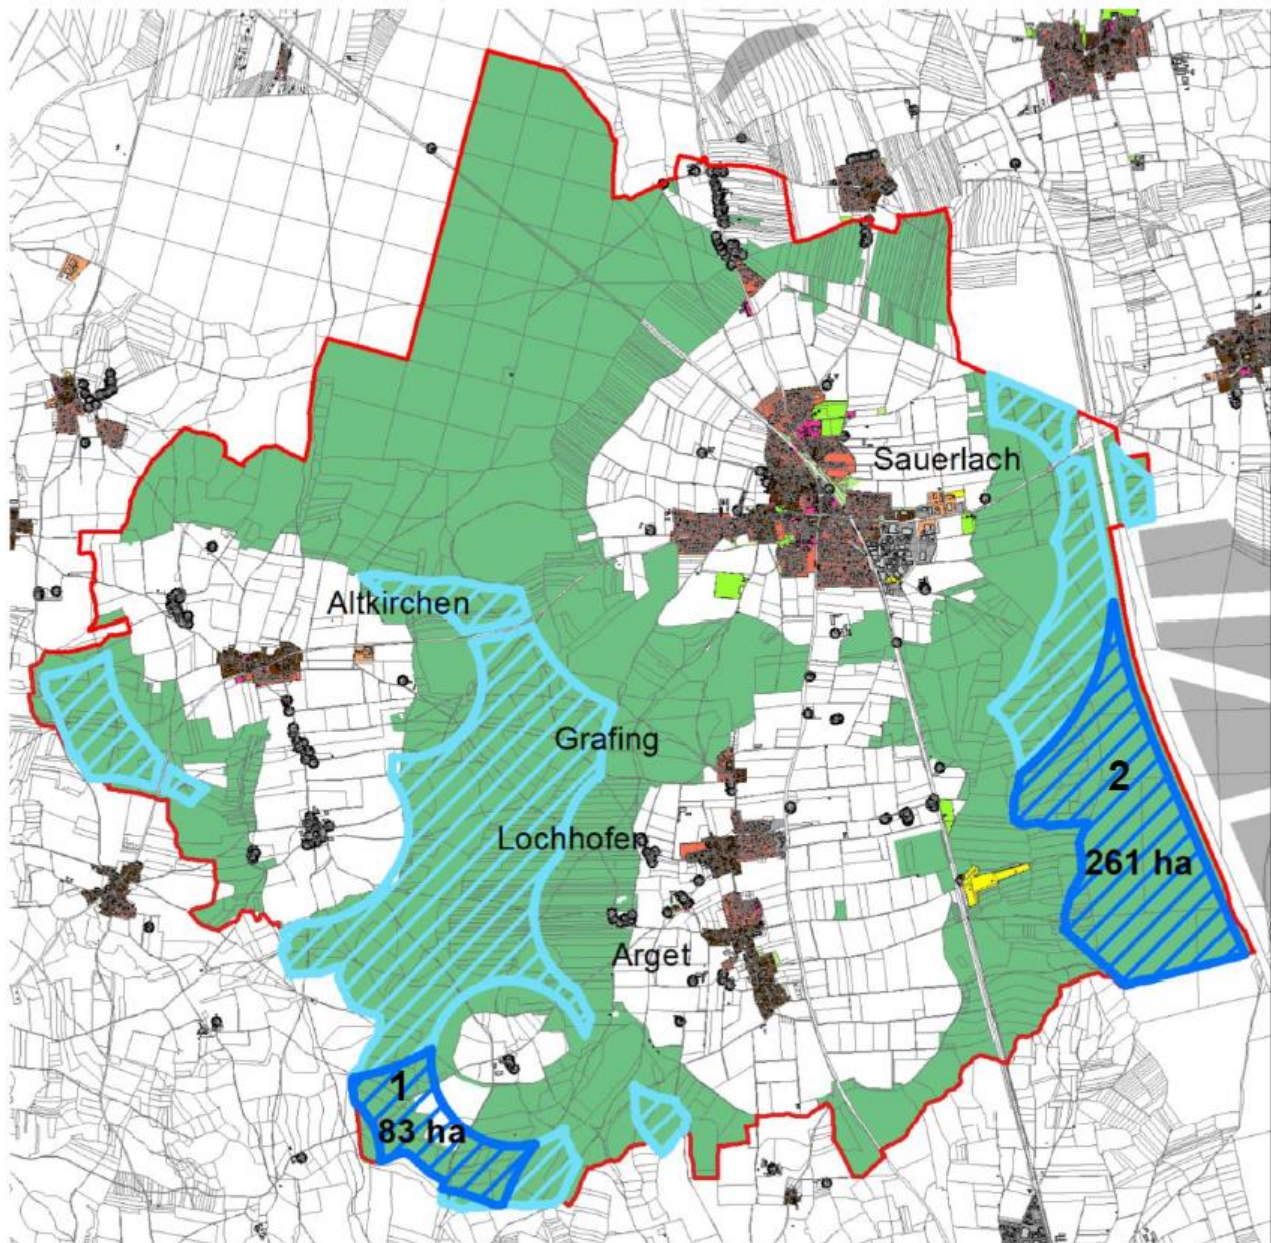 Sauerlach
Altkirchen
Grafing
2
Lochhofen
261 ha
Arget
1
83 ha